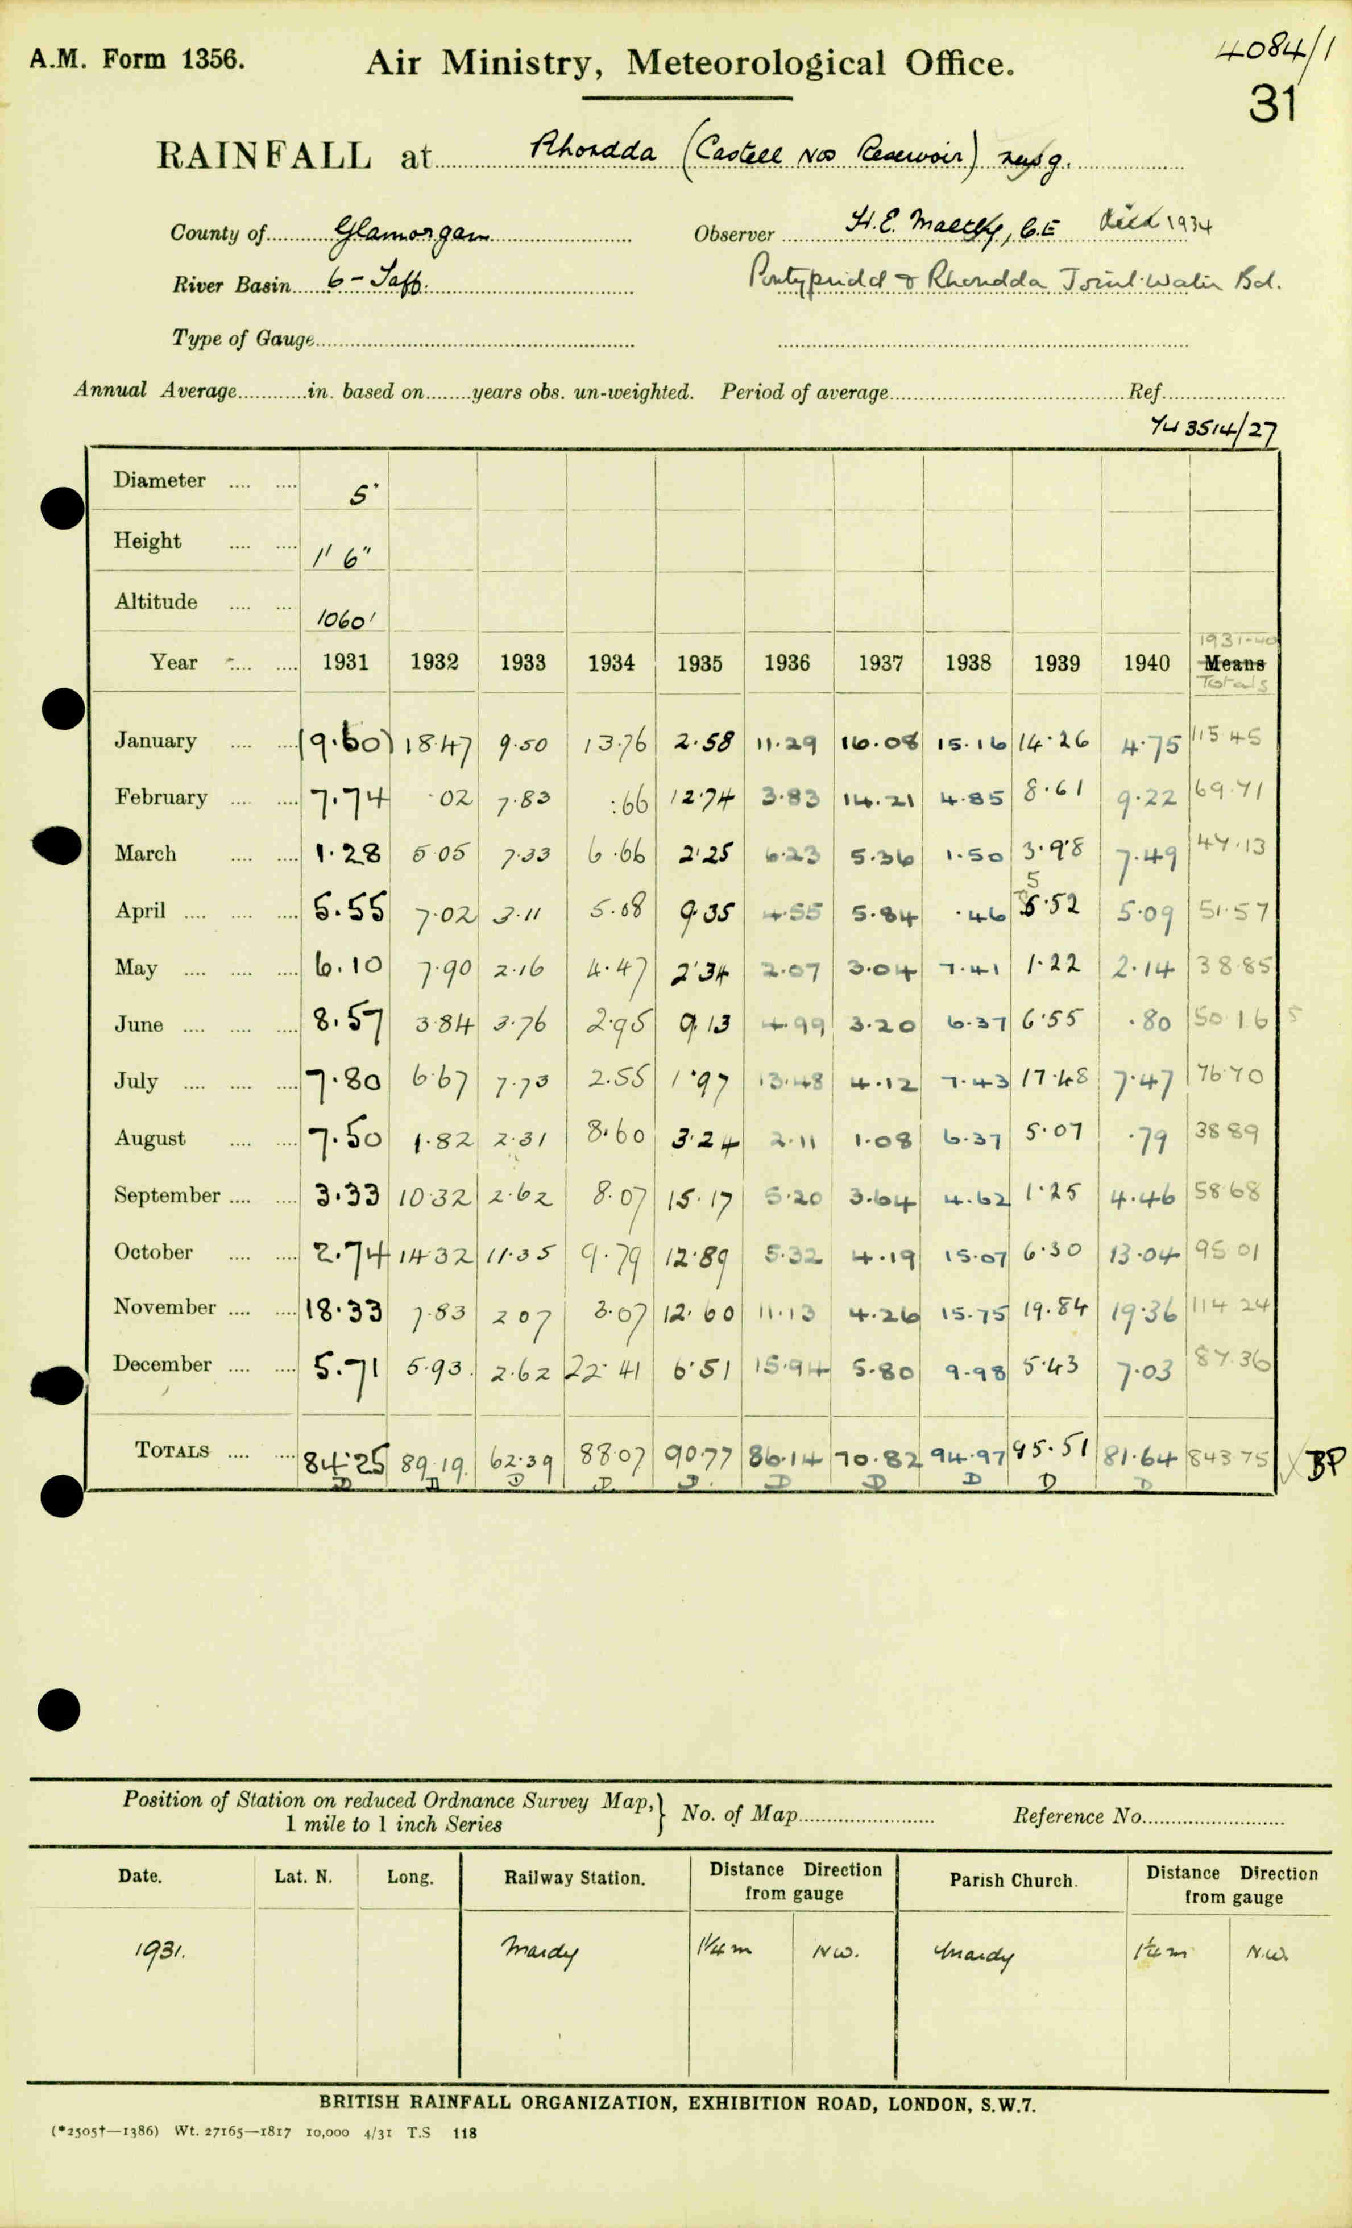 A.M. Form 1356. Air Ministry, Meteorological Office. 4084/1
31
RAINFALL at Rhondda (Castell Nos Reservoir)
County of Glamorgan Observer H.E. C.E Died 1934
River Basin 6 - Taff. Pontypridd & Rhondda Joint Water Bd.
Type of Gauge
Annual Average in. based on years obs. un-weighted. Period of average Ref.
3514/27
Diameter .... .... 5"
Height .... .... 1' 6"
Altitude .... .... 1060'
1931-40
Year .... .... 1931 1932 1933 1934 1935 1936 1937 1938 1939 1940 Means
Totals
January .... .... (9.60) 18.47 9.50 13.76 2.58 11.29 16.08 15.16 14.26 4.75 115.45
February .... .... 7.74 .02 7.83 .66 12.74 3.83 14.21 4.85 8.61 9.22 69.71
March .... .... 1.28 5.05 7.33 6.66 2.25 6.23 5.36 1.50 3.98 7.49 47.13
5
April .... .... .... 5.55 7.02 3.11 5.08 9.35 4.55 5.84 .46 5.52 5.09 51.57
May .... .... .... 6.10 7.90 2.16 4.47 2.34 2.07 3.04 7.41 1.22 2.14 38.85
June .... .... .... 8.57 3.84 3.76 2.95 9.13 4.99 3.20 6.37 6.55 .80 50.16 5
July .... .... .... 7.80 6.67 7.73 2.55 1.97 13.48 4.12 7.43 17.48 7.47 76.70
August .... .... 7.50 1.82 2.31 8.60 3.24 2.11 1.08 6.37 5.07 .79 38.89
September .... .... 3.33 10.32 2.62 8.07 15.17 5.20 3.64 4.62 1.25 4.46 58.68
October .... .... 2.74 14.32 11.35 9.79 12.89 5.32 4.19 15.07 6.30 13.04 95.01
November .... .... 18.33 7.83 2.07 3.07 12.60 11.13 4.26 15.75 19.84 19.36 114.24
December .... .... 5.71 5.93 2.62 22.41 6.51 15.94 5.80 9.98 5.43 7.03 87.36
TOTALS .... .... 84.25 89.19 62.39 88.07 90.77 86.14 70.82 94.97 95.51 81.64 843.75 BP
D D D D D D D D D D
Position of Station on reduced Ordnance Survey Map,} No. of Map Reference No.
1 mile to 1 inch Series
Date. Lat. N. Long. Railway Station. Distance Direction from gauge Parish Church. Distance Direction from gauge
1931. Mardy 1¼ m NW. Mardy 1¼ m N.W.
BRITISH RAINFALL ORGANIZATION, EXHIBITION ROAD, LONDON, S.W.7.
(*2505†—1386) Wt. 27165—1817 10,000 4/31 T.S 118